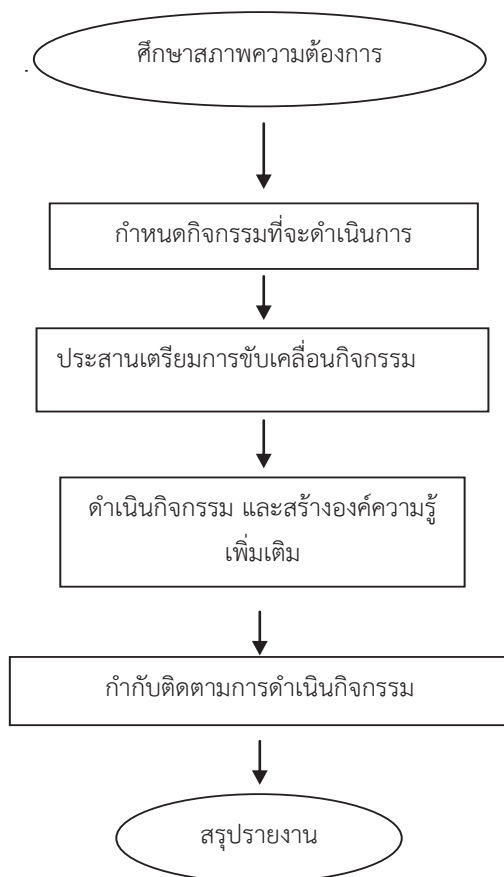 ศึกษาสภาพความต้องการ
กำหนดกิจกรรมที่จะดำเนินการ
ประสานเตรียมการขับเคลื่อนกิจกรรม
ดำเนินกิจกรรม และสร้างองค์ความรู้
เพิ่มเติม
กำกับติดตามการดำเนินกิจกรรม
สรุปรายงาน